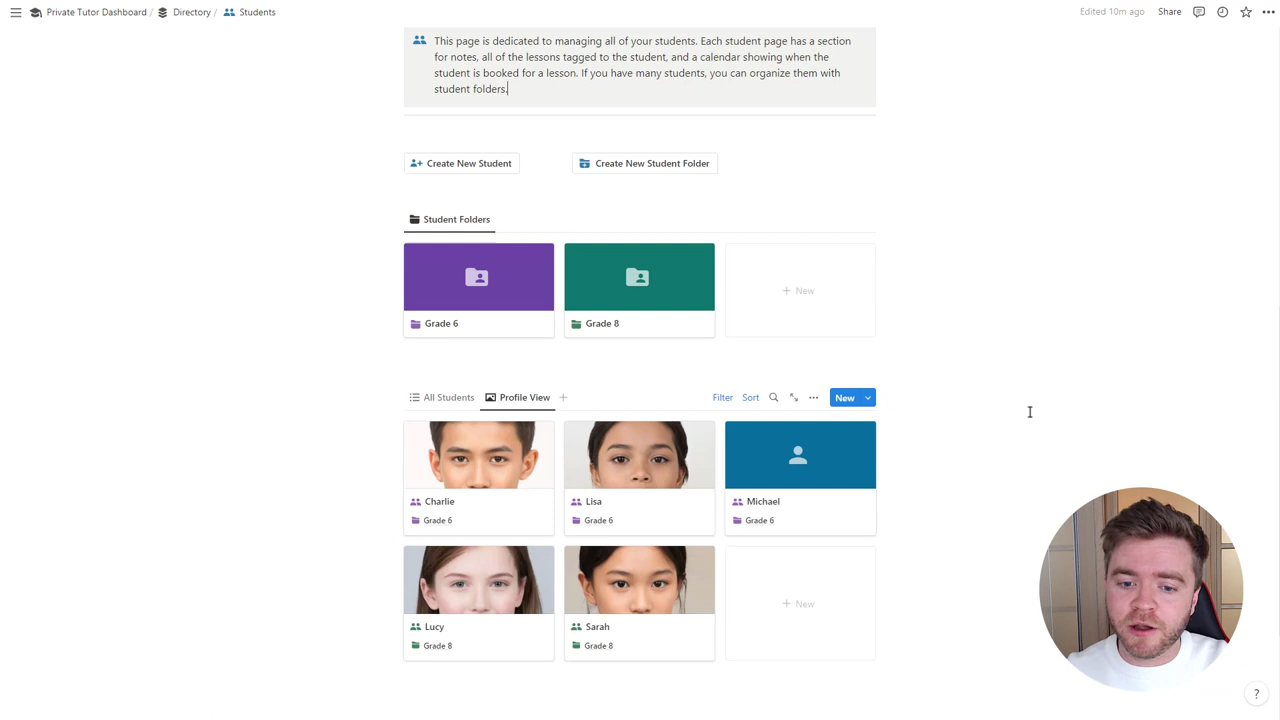 Private Tutor Dashboard / Directory / Students
Edited 10m ago Share
This page is dedicated to managing all of your students. Each student page has a section
for notes, all of the lessons tagged to the student, and a calendar showing when the
student is booked for a lesson. If you have many students, you can organize them with
student folders.
Create New Student Create New Student Folder
Student Folders
Grade 6 Grade 8 + New
All Students Profile View + Filter Sort New
Charlie Lisa Michael
Grade 6 Grade 6 Grade 6
Lucy Sarah + New
Grade 8 Grade 8
?